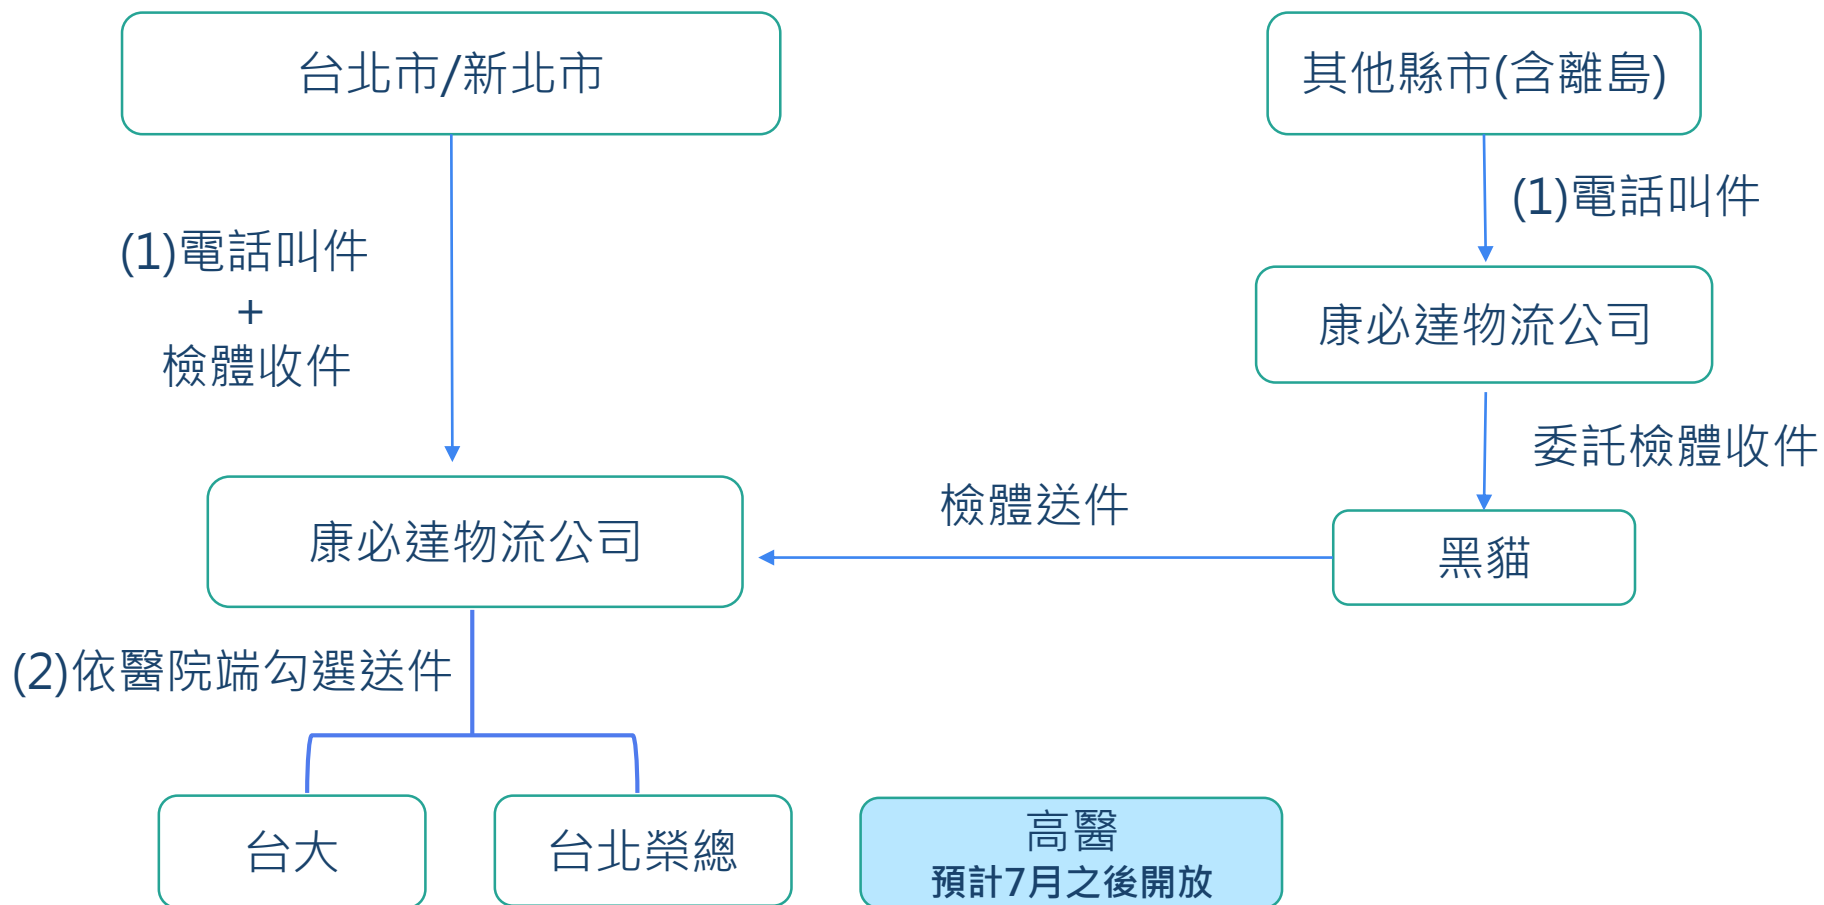 台北市/新北市
其他縣市(含離島)
(1)電話叫件
(1)電話叫件
+
檢體收件
康必達物流公司
委託檢體收件
檢體送件
康必達物流公司
黑貓
(2)依醫院端勾選送件
台大
台北榮總
高醫
預計7月之後開放